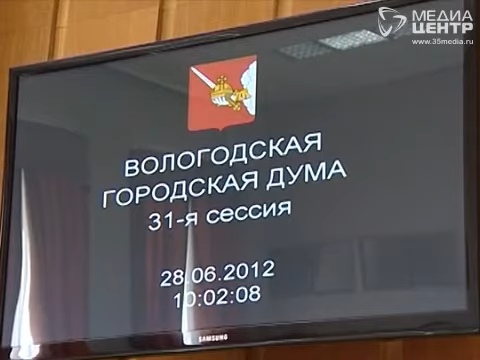 МЕДИА
ЦЕНТР
www.35media.ru
ВОЛОГОДСКАЯ
ГОРОДСКАЯ ДУМА
31-я сессия
28.06.2012
10:02:08
SAMSUNG